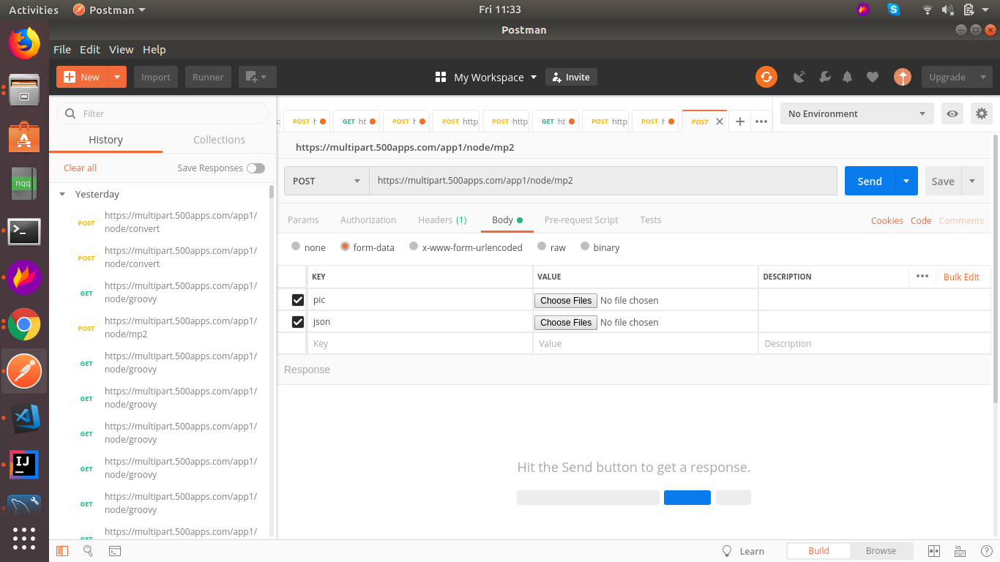 Activities Postman Fri 11:33
Postman
File Edit View Help
New Import Runner My Workspace Invite Upgrade
Filter
History Collections
Clear all Save Responses
Yesterday
POST https://multipart.500apps.com/app1/
node/convert
POST https://multipart.500apps.com/app1/
node/convert
GET https://multipart.500apps.com/app1/
node/groovy
POST https://multipart.500apps.com/app1/
node/mp2
GET https://multipart.500apps.com/app1/
node/groovy
GET https://multipart.500apps.com/app1/
node/groovy
GET https://multipart.500apps.com/app1/
node/groovy
GET https://multipart.500apps.com/app1/
node/groovy
GET https://multipart.500apps.com/app1/
node/groovy
GET https://multipart.500apps.com/app1/
POST h GET ht POST h POST http POST http GET ht POST http POST h POST
No Environment
https://multipart.500apps.com/app1/node/mp2
POST https://multipart.500apps.com/app1/node/mp2 Send Save
Params Authorization Headers (1) Body Pre-request Script Tests Cookies Code Comments
none form-data x-www-form-urlencoded raw binary
KEY VALUE DESCRIPTION Bulk Edit
pic Choose Files No file chosen
json Choose Files No file chosen
Key Value Description
Response
Hit the Send button to get a response.
Learn Build Browse
nqq
IJ